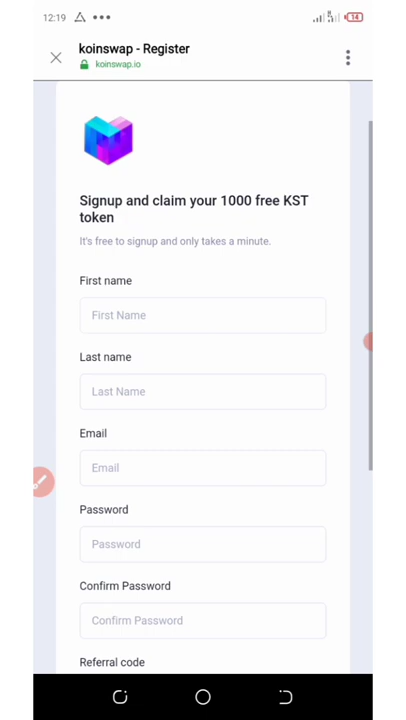 12:19
14
koinswap - Register
koinswap.io
Signup and claim your 1000 free KST
token
It's free to signup and only takes a minute.
First name
First Name
Last name
Last Name
Email
Email
Password
Password
Confirm Password
Confirm Password
Referral code